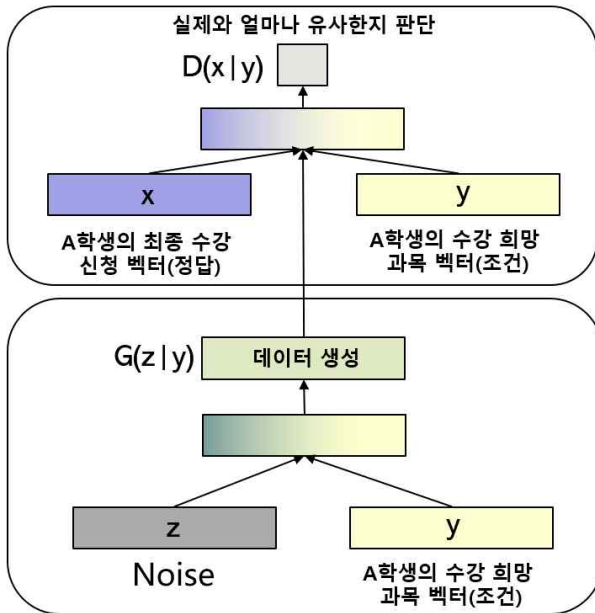 실제와 얼마나 유사한지 판단
D(x|y)
x
y
A학생의 최종 수강
신청 벡터(정답)
A학생의 수강 희망
과목 벡터(조건)
G(z|y)
데이터 생성
z
y
Noise
A학생의 수강 희망
과목 벡터(조건)